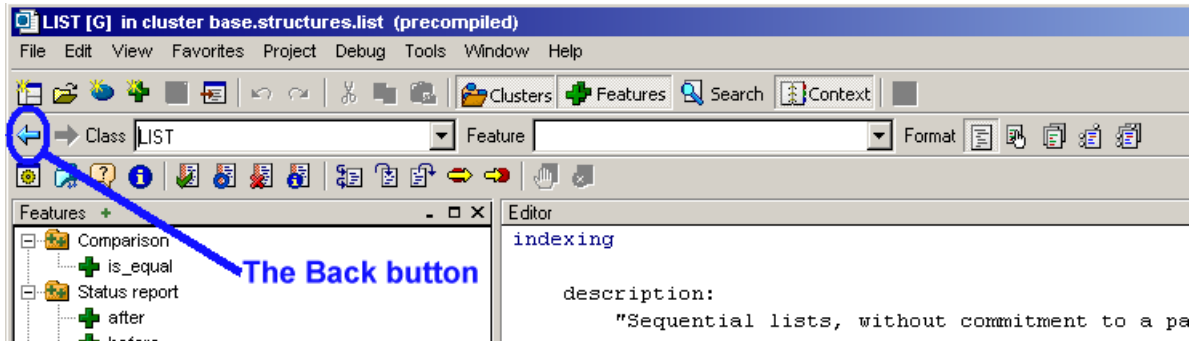 LIST [G] in cluster base.structures.list (precompiled)
File Edit View Favorites Project Debug Tools Window Help
Clusters Features Search Context
Class LIST Feature Format
Features Editor
indexing
Comparison
is_equal
The Back button
Status report
description:
after
"Sequential lists, without commitment to a pa
before